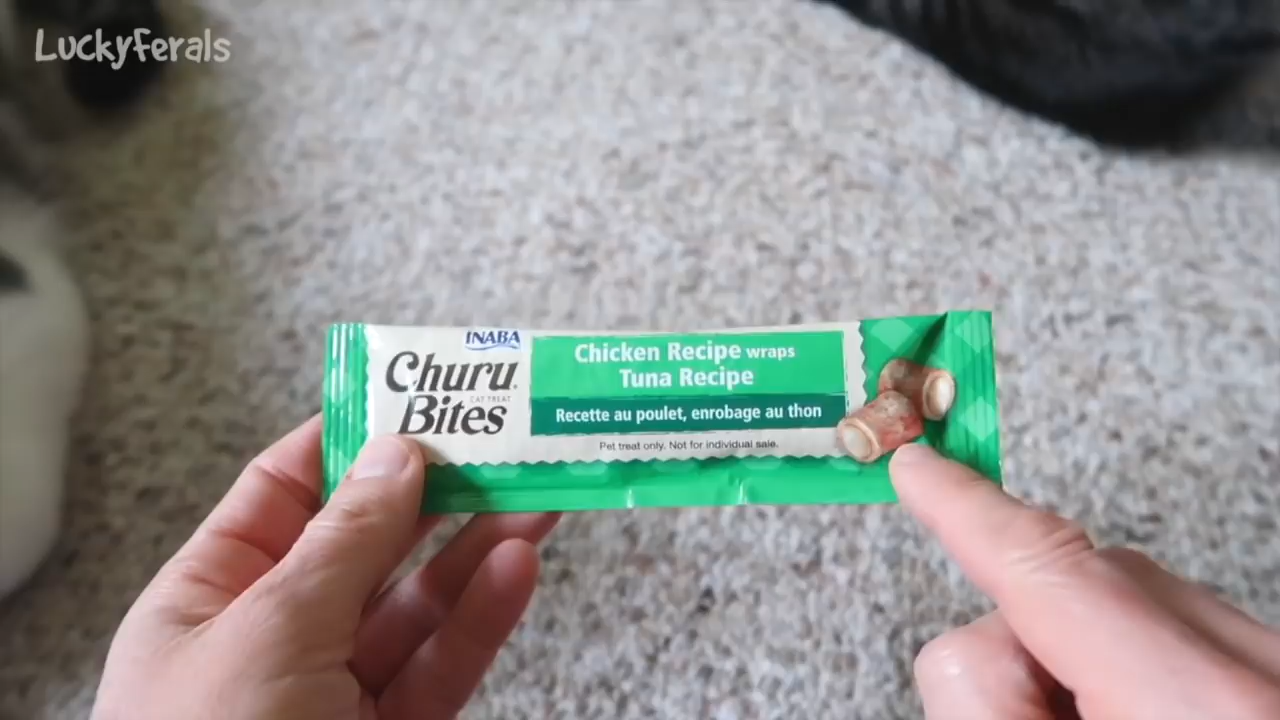 LuckyFerals
INABA
Churu
CAT TREAT
Bites
Chicken Recipe wraps
Tuna Recipe
Recette au poulet, enrobage au thon
Pet treat only. Not for individual sale.